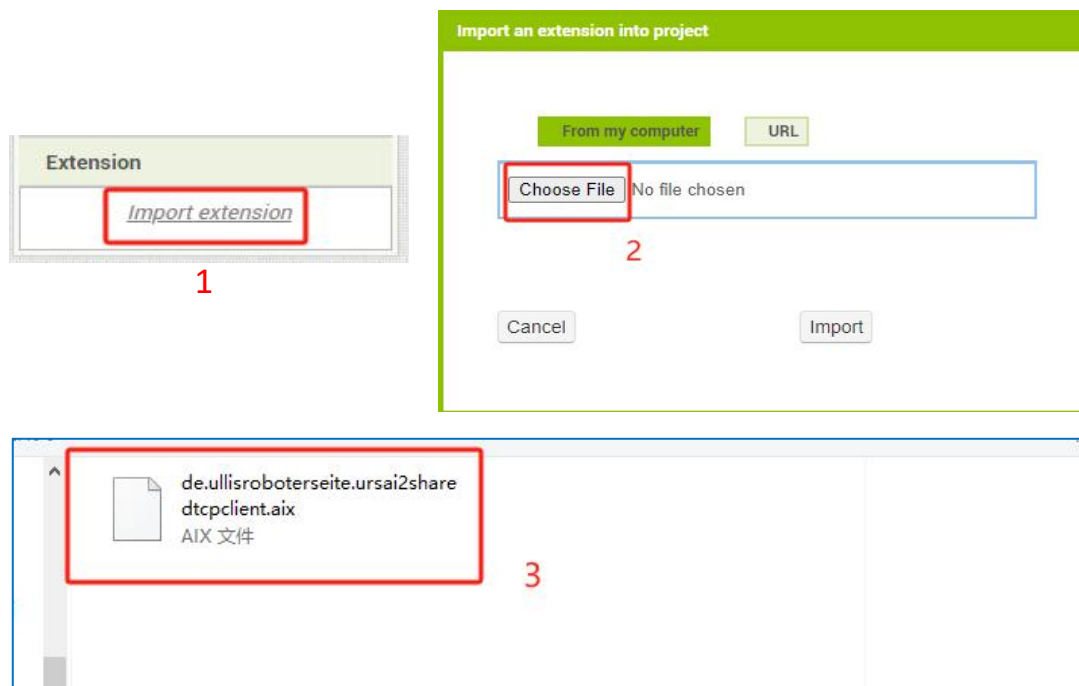 Import an extension into project
From my computer
URL
Extension
Import extension
Choose File No file chosen
1
2
Cancel
Import
de.ullisroboterseite.ursai2share
dtcpclient.aix
AIX 文件
3